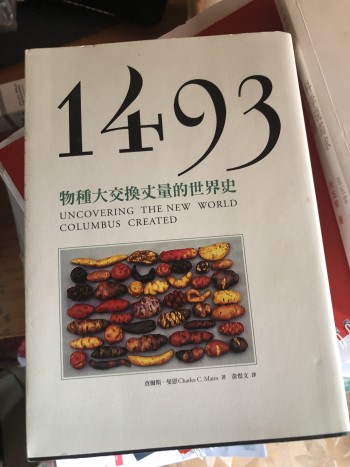 1493
物種大交換丈量的世界史
UNCOVERING THE NEW WORLD
COLUMBUS CREATED
查爾斯·曼恩 Charles C. Mann 著 黃煜文 譯